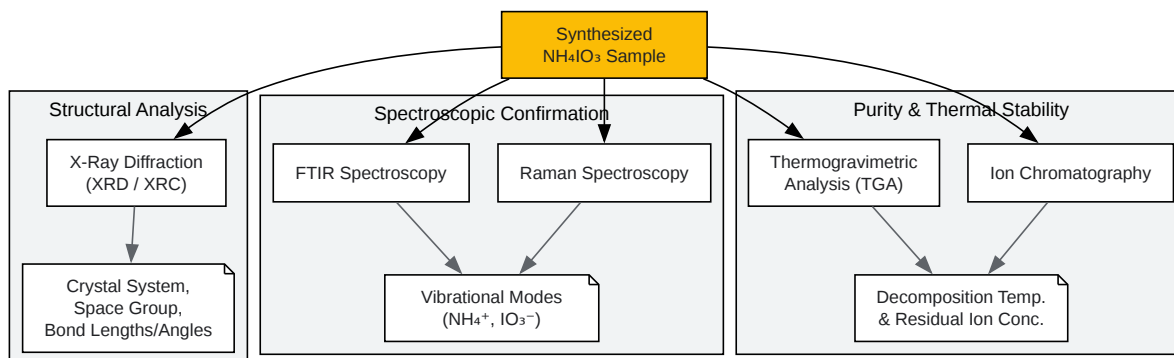 Synthesized
NH₄IO₃ Sample
Structural Analysis
Spectroscopic Confirmation
Purity & Thermal Stability
X-Ray Diffraction
(XRD / XRC)
FTIR Spectroscopy
Raman Spectroscopy
Thermogravimetric
Analysis (TGA)
Ion Chromatography
Crystal System,
Space Group,
Bond Lengths/Angles
Vibrational Modes
(NH₄⁺, IO₃⁻)
Decomposition Temp.
& Residual Ion Conc.